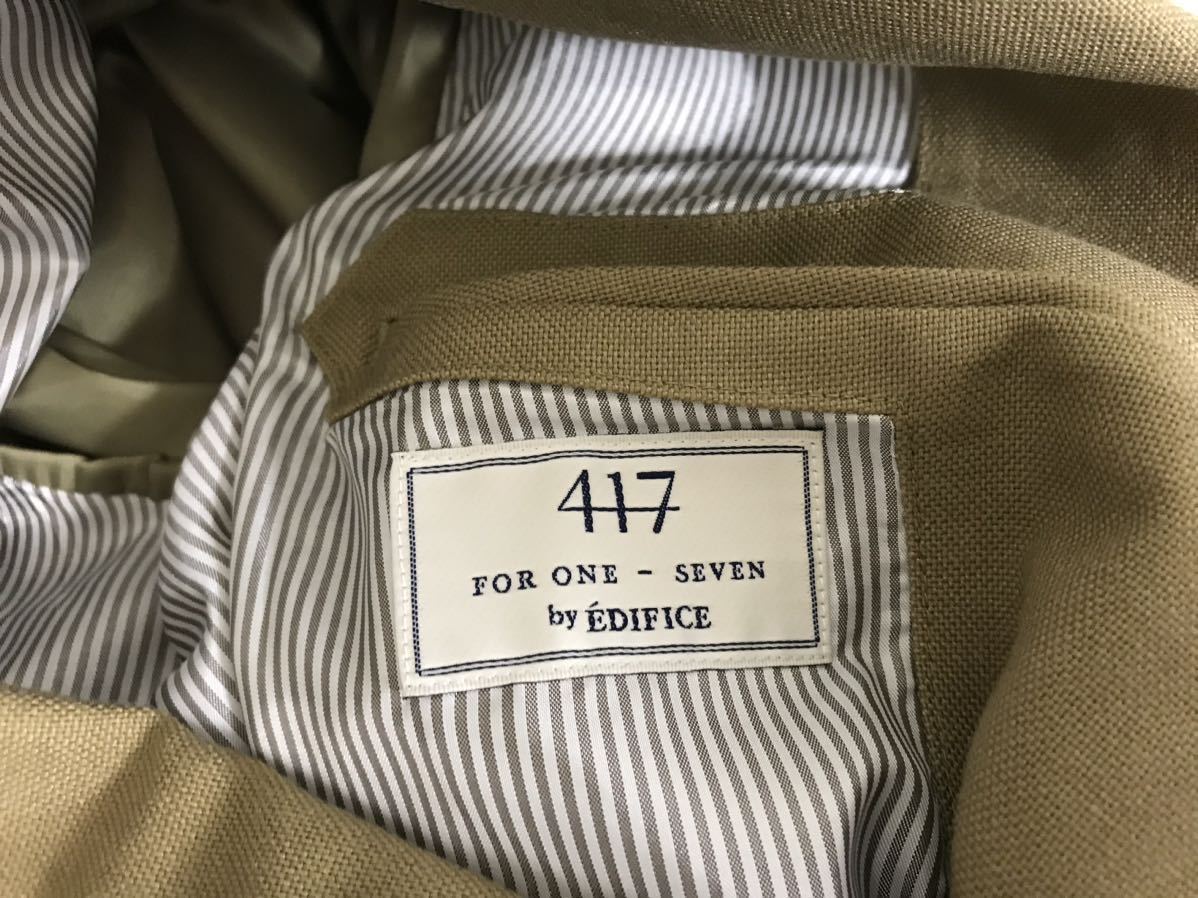 417
FOR ONE - SEVEN
by ÉDIFICE